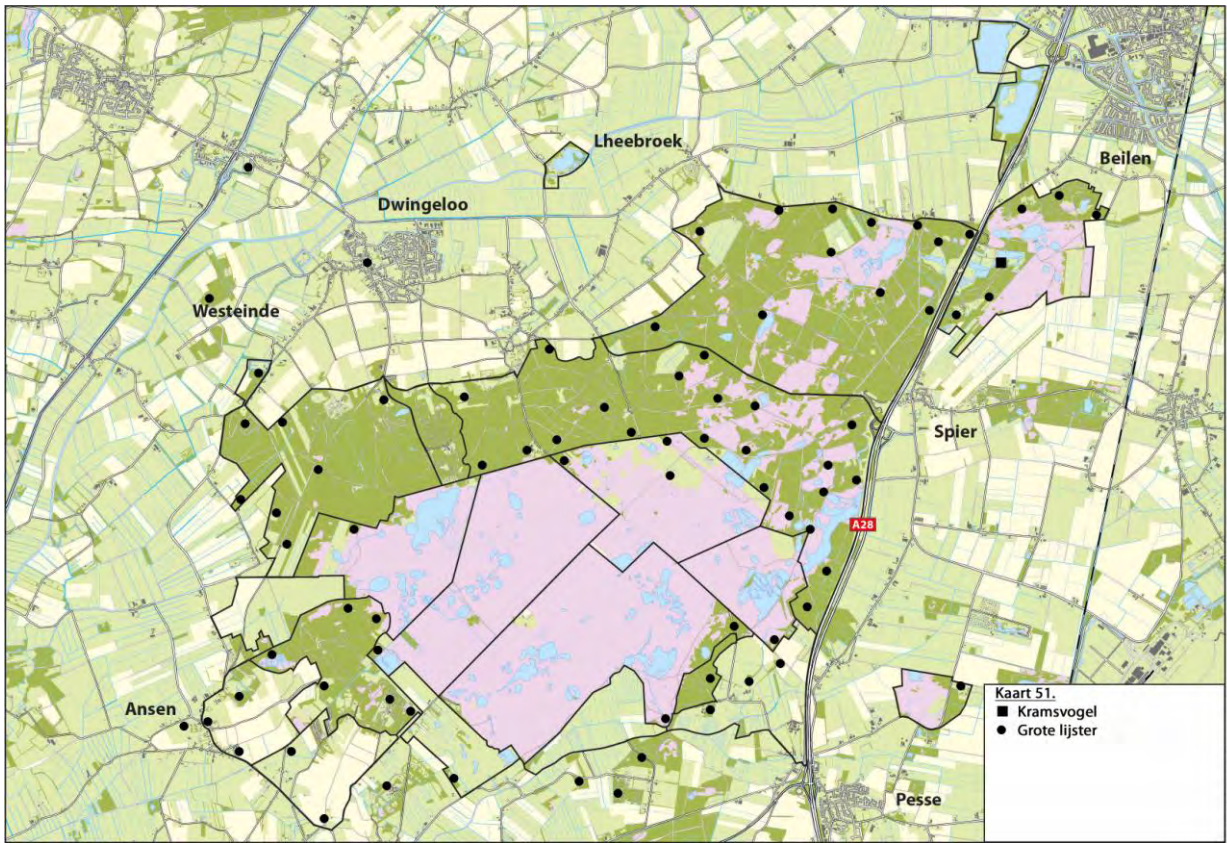 Lheebroek
Beilen
Dwingeloo
Westeinde
Spier
A28
Ansen
Pesse
Kaart 51.
Kramsvogel
Grote lijster